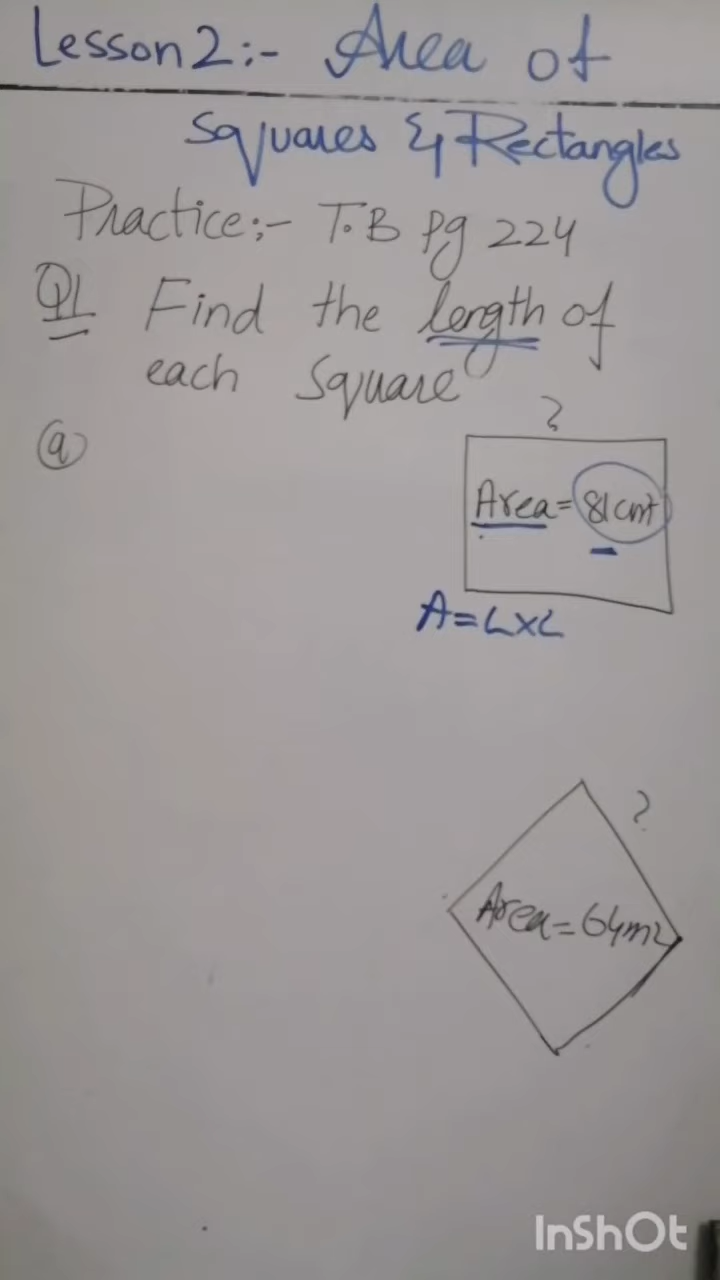 Lesson 2:- Area of
Squares & Rectangles
Practice:- T.B pg 224
Q1 Find the length of
each Square
?
a
Area = 81cm²
A=L×L
?
Area=64m2
InShOt